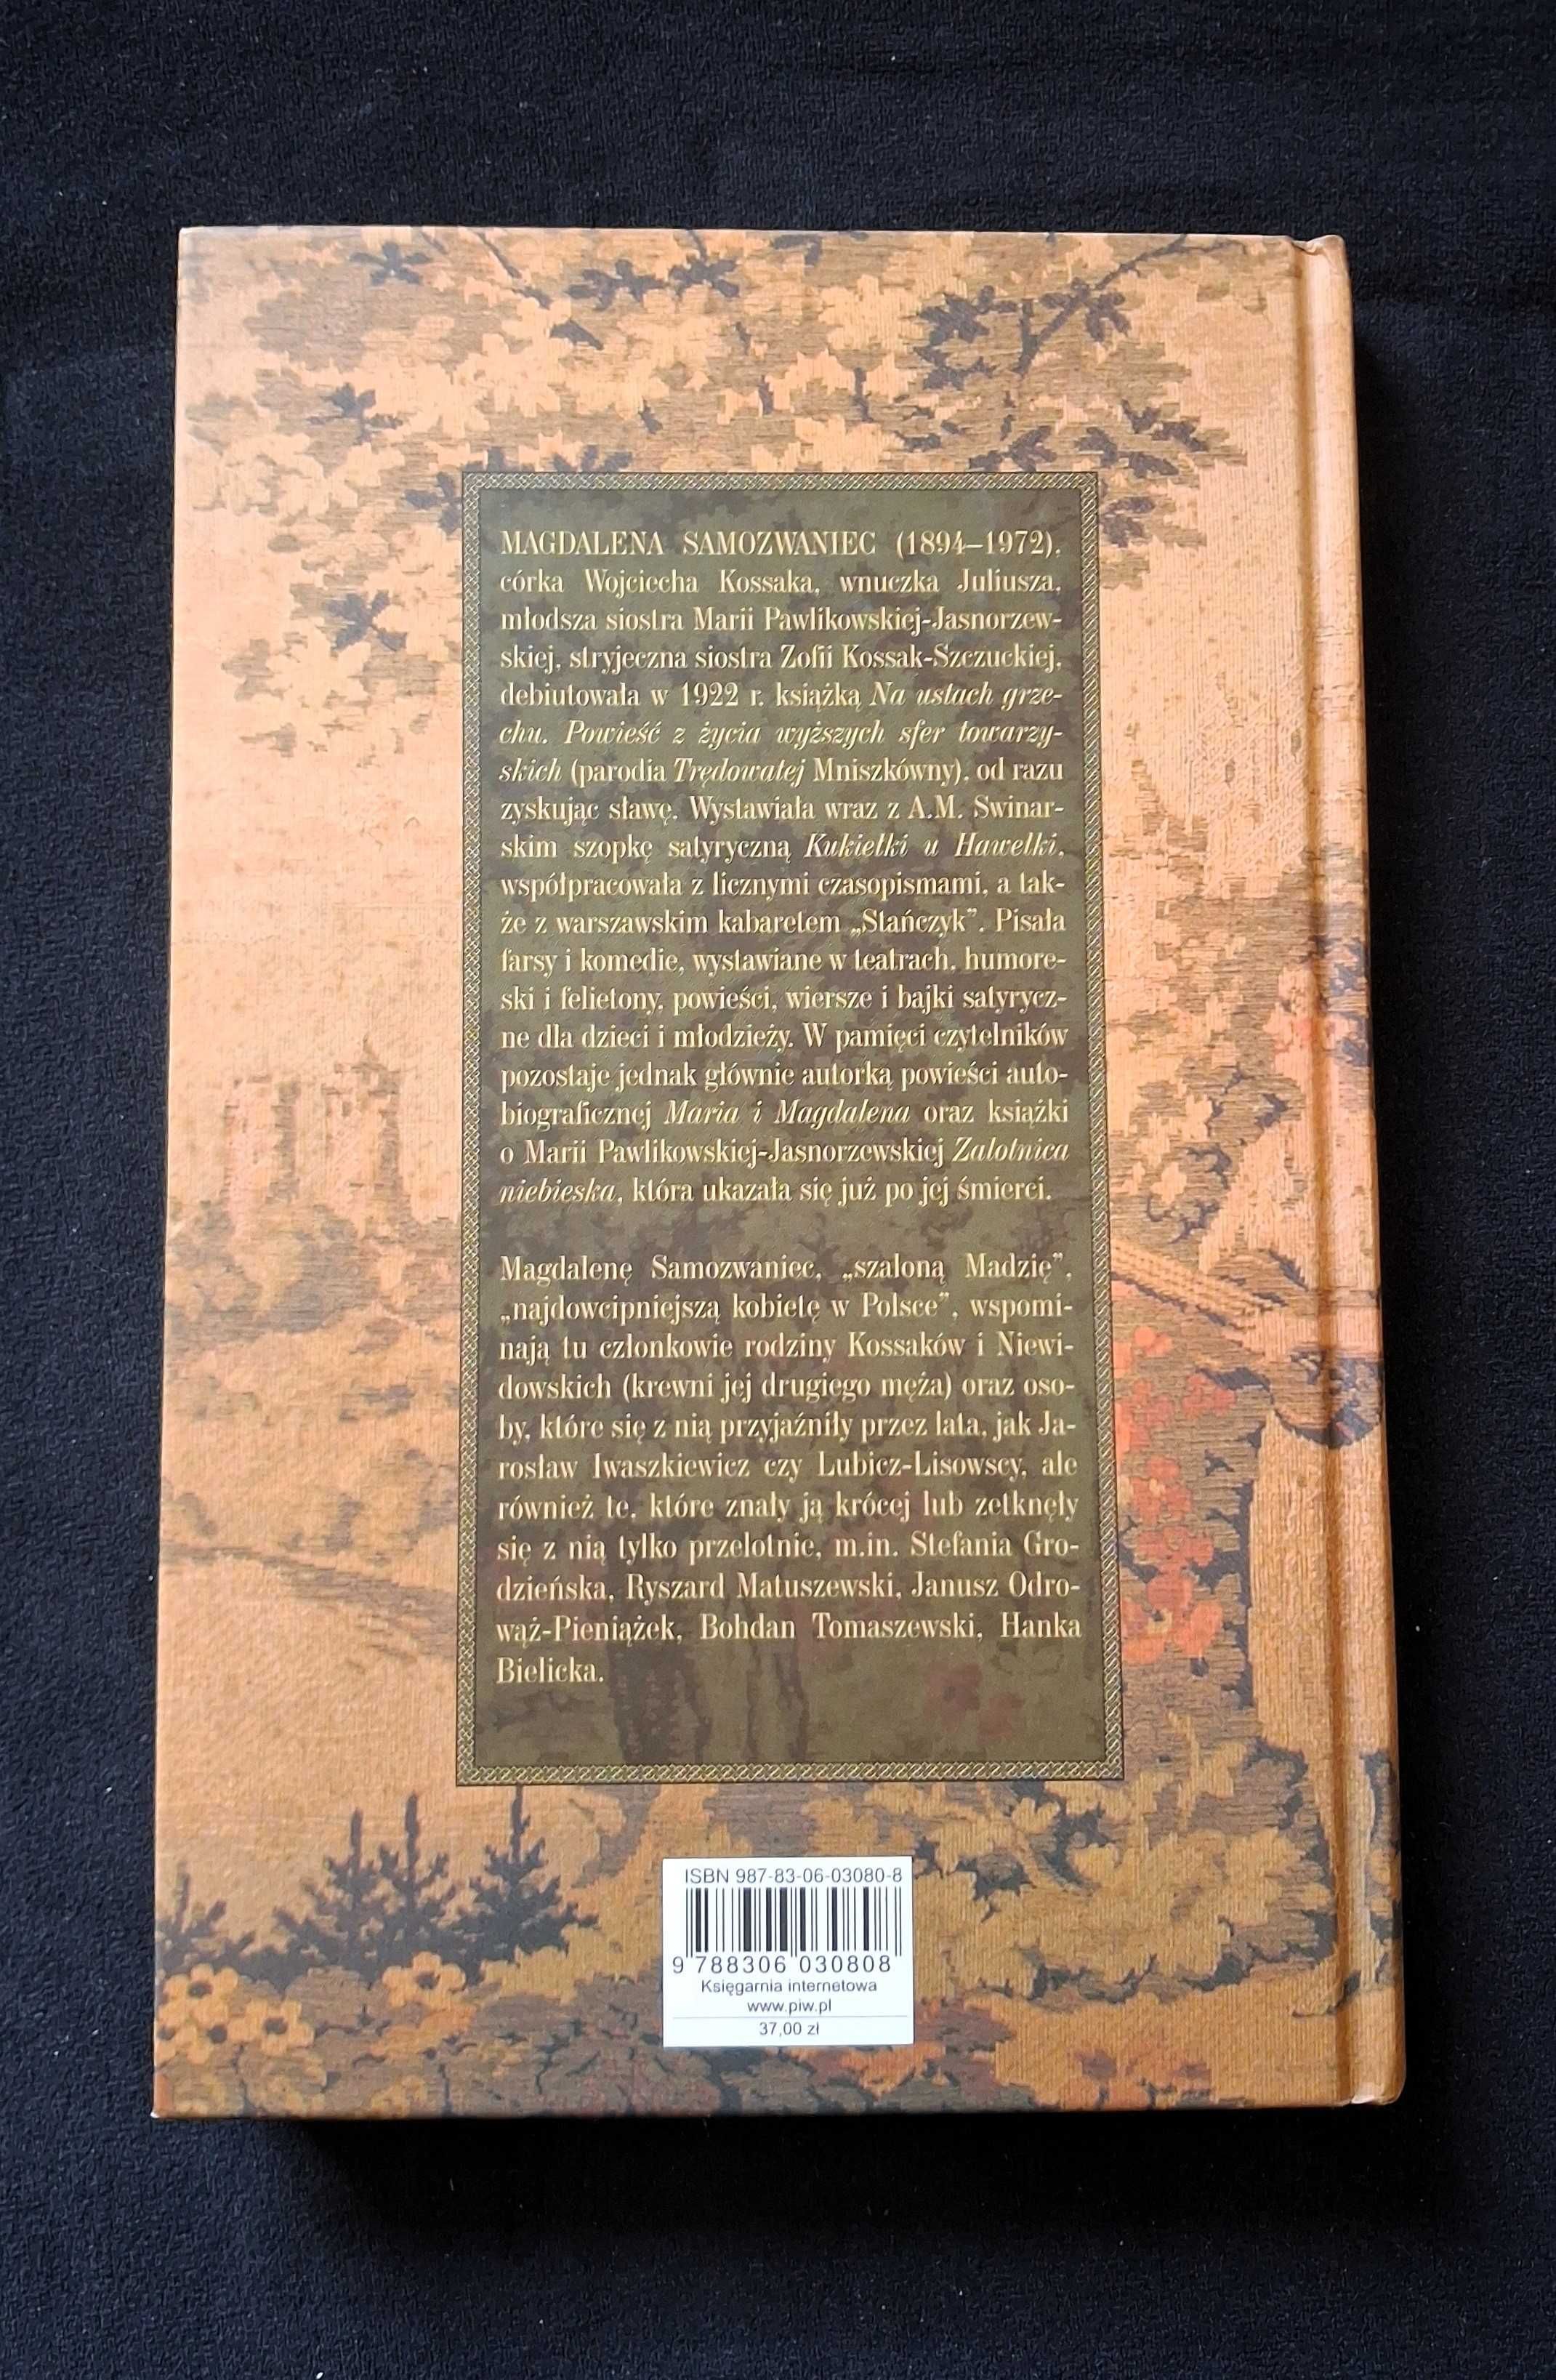 MAGDALENA SAMOZWANIEC (1894–1972),
córka Wojciecha Kossaka, wnuczka Juliusza,
młodsza siostra Marii Pawlikowskiej-Jasnorzew-
skiej, stryjeczna siostra Zofii Kossak-Szczuckiej,
debiutowała w 1922 r. książką Na ustach grze-
chu. Powieść z życia wyższych sfer towarzy-
skich (parodia Trędowatej Mniszkówny), od razu
zyskując sławę. Wystawiała wraz z A.M. Swinar-
skim szopkę satyryczną Kukiełki u Hawełki,
współpracowała z licznymi czasopismami, a tak-
że z warszawskim kabaretem „Stańczyk”. Pisała
farsy i komedie, wystawiane w teatrach, humore-
ski i felietony, powieści, wiersze i bajki satyrycz-
ne dla dzieci i młodzieży. W pamięci czytelników
pozostaje jednak głównie autorką powieści auto-
biograficznej Maria i Magdalena oraz książki
o Marii Pawlikowskiej-Jasnorzewskiej Zalotnica
niebieska, która ukazała się już po jej śmierci.
Magdalenę Samozwaniec, „szaloną Madzię”,
„najdowcipniejszą kobietę w Polsce”, wspomi-
nają tu członkowie rodziny Kossaków i Niewi-
dowskich (krewni jej drugiego męża) oraz oso-
by, które się z nią przyjaźniły przez lata, jak Ja-
rosław Iwaszkiewicz czy Lubicz-Lisowscy, ale
również te, które znały ją krócej lub zetknęły
się z nią tylko przelotnie, m.in. Stefania Gro-
dzieńska, Ryszard Matuszewski, Janusz Odro-
wąż-Pieniążek, Bohdan Tomaszewski, Hanka
Bielicka.
ISBN 987-83-06-03080-8
9 788306 030808
Księgarnia internetowa
www.piw.pl
37,00 zł